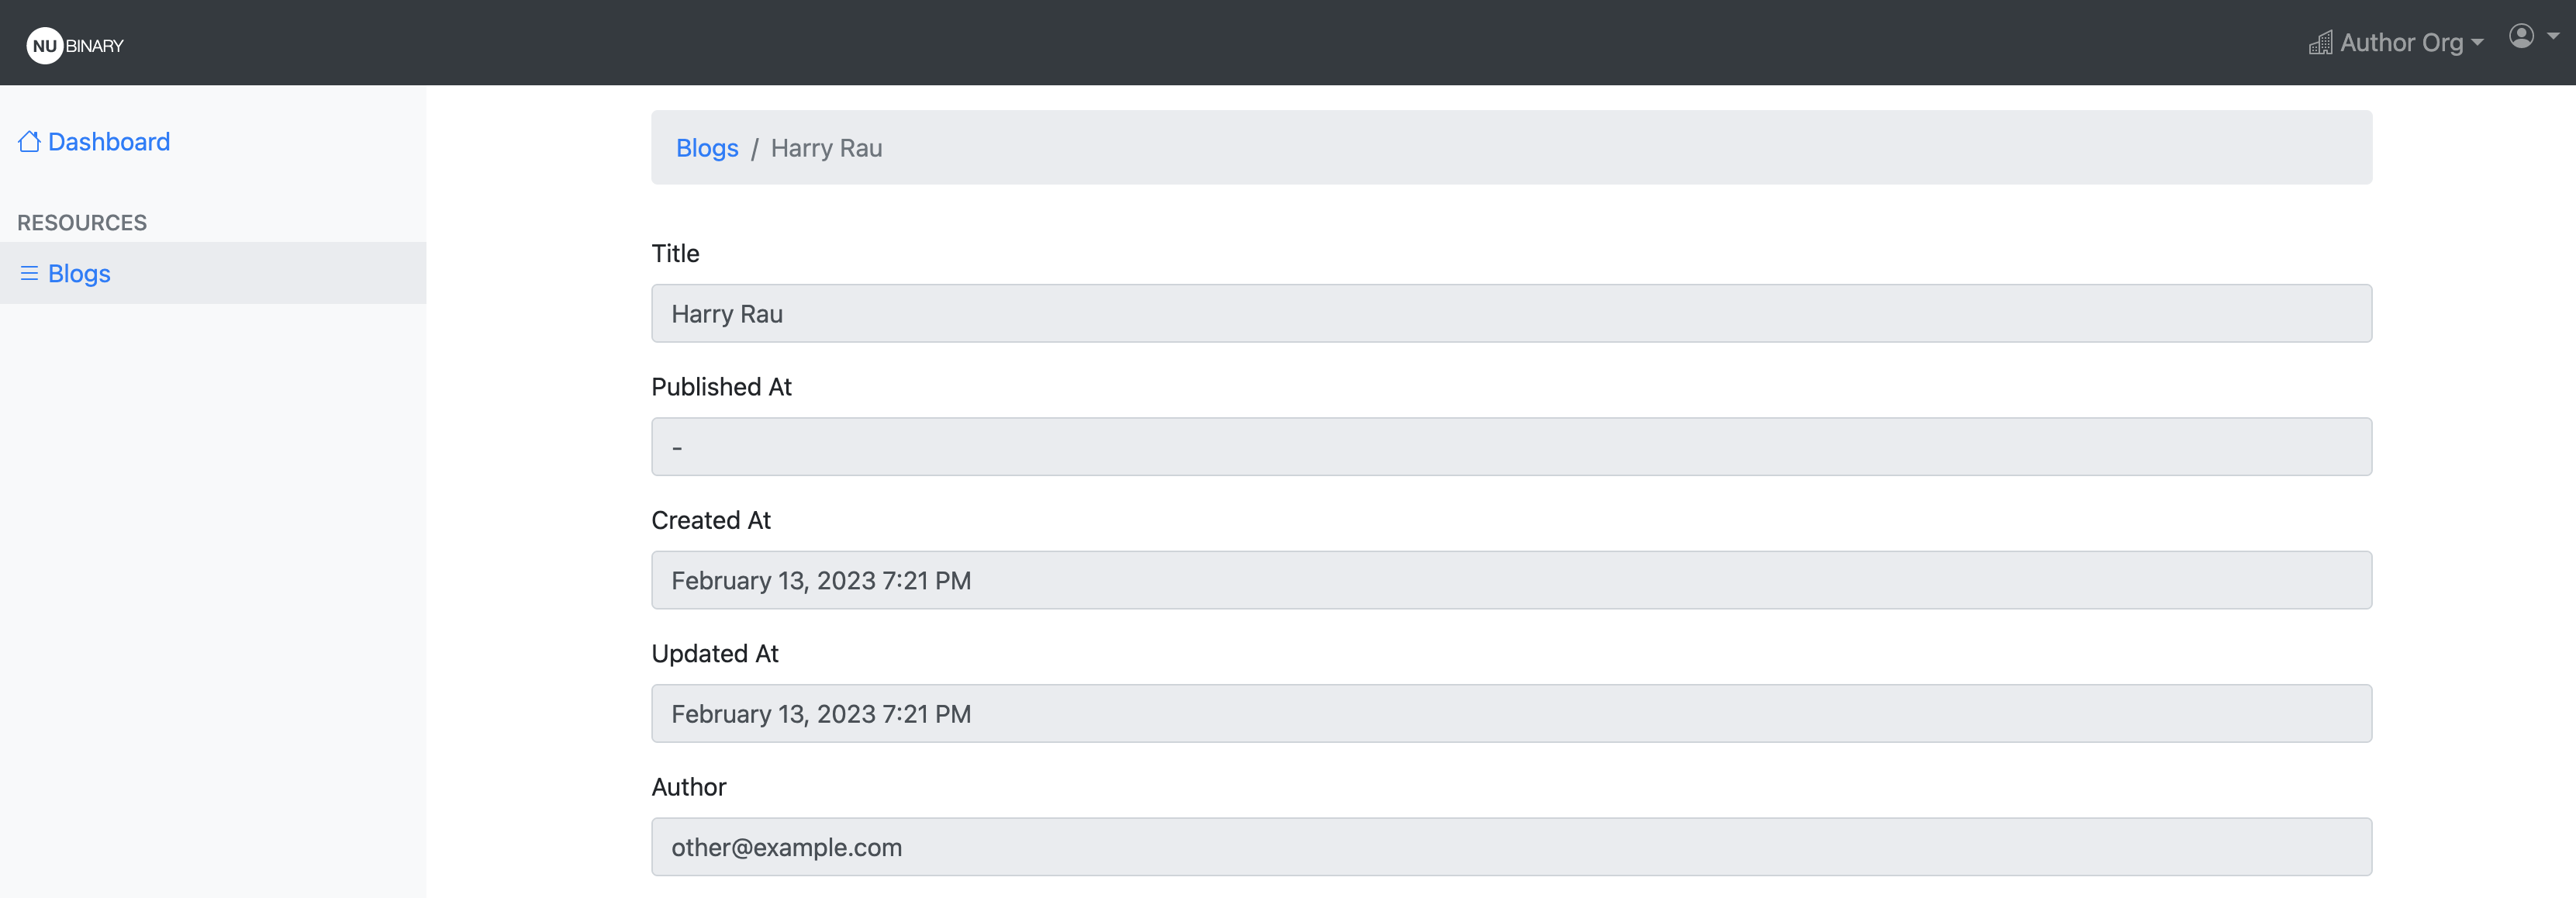 NU BINARY
Author Org
Dashboard
RESOURCES
Blogs
Blogs / Harry Rau
Title
Harry Rau
Published At
-
Created At
February 13, 2023 7:21 PM
Updated At
February 13, 2023 7:21 PM
Author
other@example.com